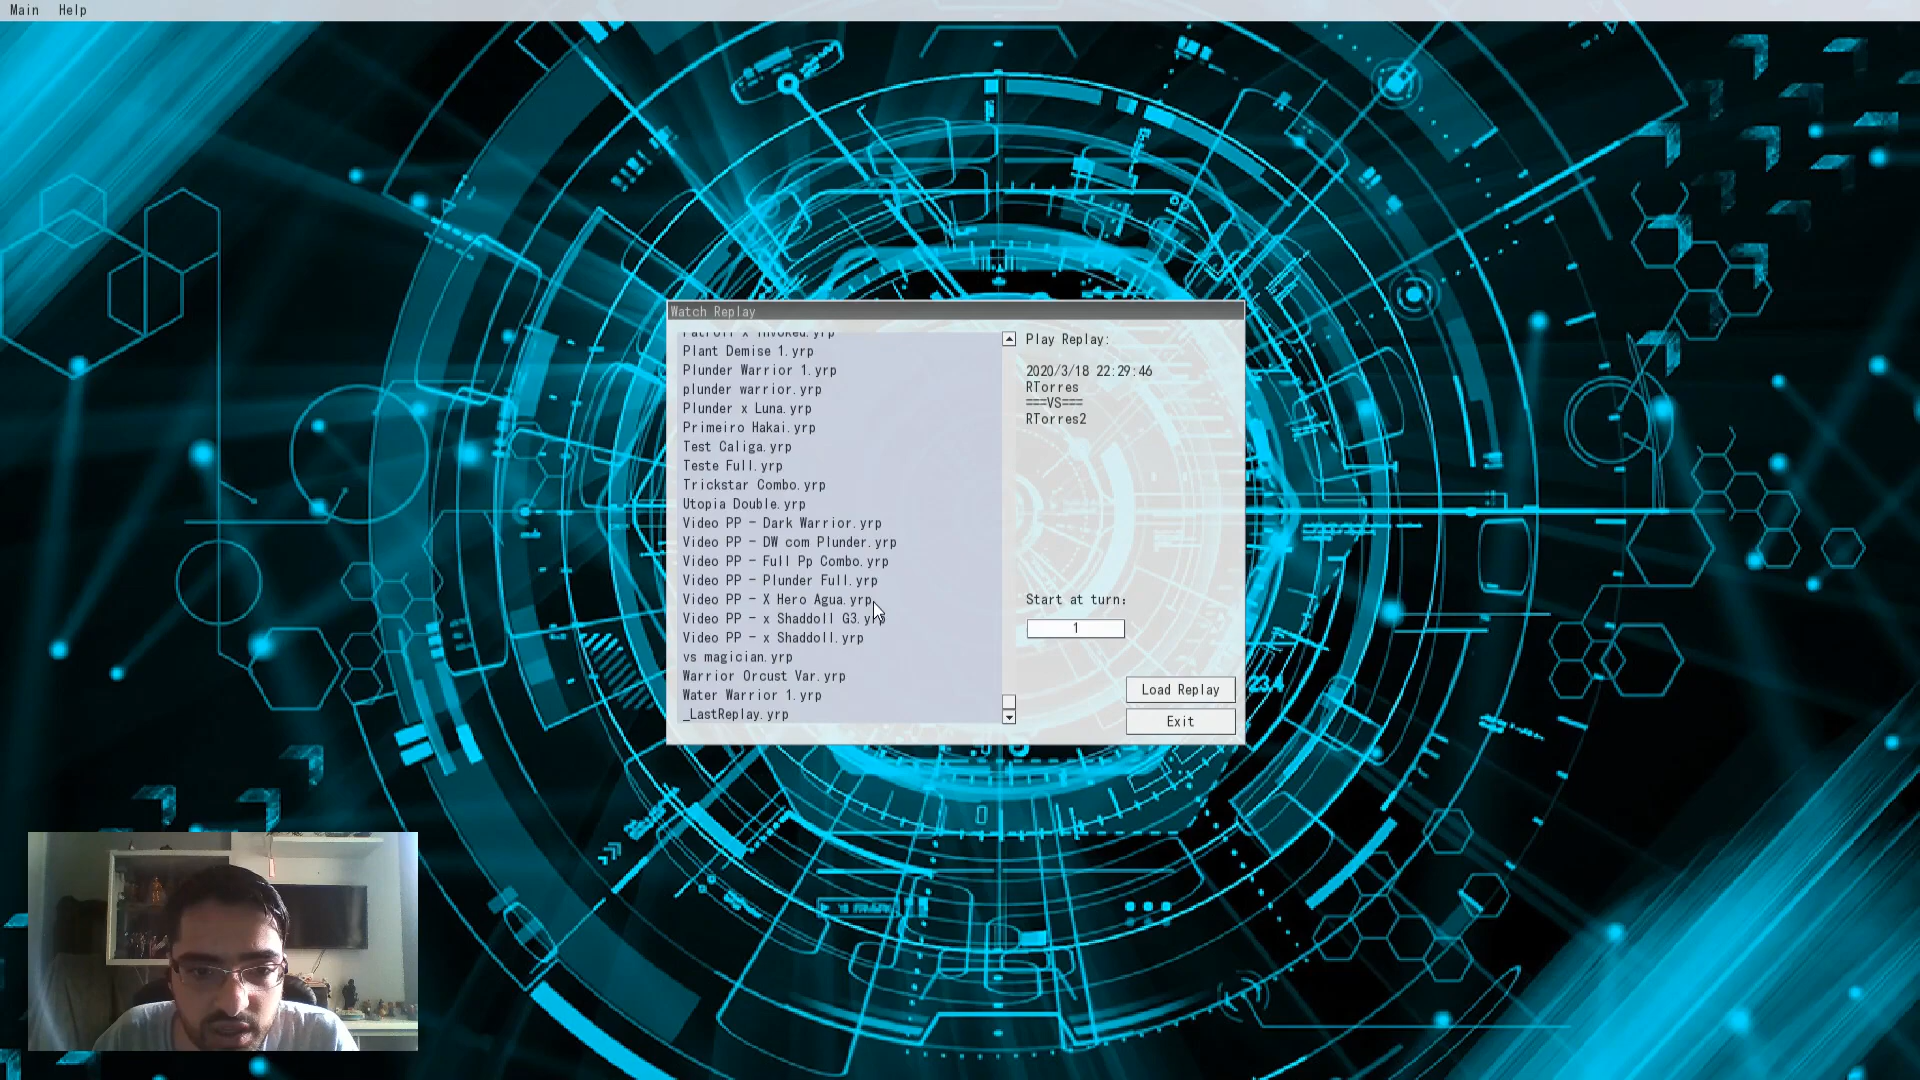 Main Help
Watch Replay
Patroll x Invoked.yrp
Plant Demise 1.yrp
Plunder Warrior 1.yrp
plunder warrior.yrp
Plunder x Luna.yrp
Primeiro Hakai.yrp
Test Caliga.yrp
Teste Full.yrp
Trickstar Combo.yrp
Utopia Double.yrp
Video PP - Dark Warrior.yrp
Video PP - DW com Plunder.yrp
Video PP - Full Pp Combo.yrp
Video PP - Plunder Full.yrp
Video PP - X Hero Agua.yrp
Video PP - x Shaddoll G3.yrp
Video PP - x Shaddoll.yrp
vs magician.yrp
Warrior Orcust Var.yrp
Water Warrior 1.yrp
_LastReplay.yrp
Play Replay:
2020/3/18 22:29:46
RTorres
===VS===
RTorres2
Start at turn:
1
Load Replay
Exit